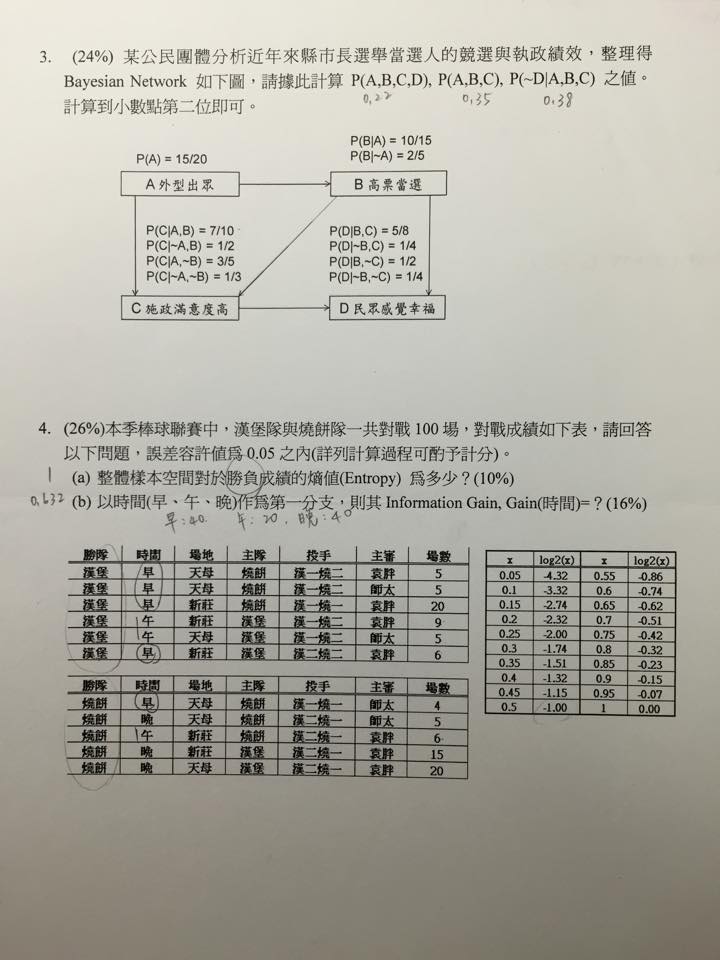 3. (24%) 某公民團體分析近年來縣市長選舉當選人的競選與執政績效，整理得
Bayesian Network 如下圖，請據此計算 P(A,B,C,D), P(A,B,C), P(~D|A,B,C) 之值。
0.22 0.35 0.38
計算到小數點第二位即可。
P(A) = 15/20
P(B|A) = 10/15
P(B|~A) = 2/5
A 外型出眾
B 高票當選
P(C|A,B) = 7/10
P(C|~A,B) = 1/2
P(C|A,~B) = 3/5
P(C|~A,~B) = 1/3
P(D|B,C) = 5/8
P(D|~B,C) = 1/4
P(D|B,~C) = 1/2
P(D|~B,~C) = 1/4
C 施政滿意度高
D 民眾感覺幸福
4. (26%)本季棒球聯賽中，漢堡隊與燒餅隊一共對戰 100 場，對戰成績如下表，請回答
以下問題，誤差容許值為 0.05 之內(詳列計算過程可酌予計分)。
1 (a) 整體樣本空間對於勝負成績的熵值(Entropy) 為多少？(10%)
0.632 (b) 以時間(早、午、晚)作為第一分支，則其 Information Gain, Gain(時間)=？(16%)
早:40. 午:20. 晚:40
勝隊 時間 場地 主隊 投手 主審 場數
漢堡 早 天母 燒餅 漢一燒二 袁胖 5
漢堡 早 天母 燒餅 漢一燒二 師太 5
漢堡 早 新莊 燒餅 漢一燒一 袁胖 20
漢堡 午 新莊 漢堡 漢一燒二 袁胖 9
漢堡 午 天母 漢堡 漢一燒二 師太 5
漢堡 早 新莊 漢堡 漢二燒二 袁胖 6
勝隊 時間 場地 主隊 投手 主審 場數
燒餅 早 天母 燒餅 漢一燒一 師太 4
燒餅 晚 天母 燒餅 漢二燒一 師太 5
燒餅 午 新莊 燒餅 漢二燒一 袁胖 6
燒餅 晚 新莊 漢堡 漢二燒一 袁胖 15
燒餅 晚 天母 漢堡 漢二燒一 袁胖 20
x log2(x) x log2(x)
0.05 -4.32 0.55 -0.86
0.1 -3.32 0.6 -0.74
0.15 -2.74 0.65 -0.62
0.2 -2.32 0.7 -0.51
0.25 -2.00 0.75 -0.42
0.3 -1.74 0.8 -0.32
0.35 -1.51 0.85 -0.23
0.4 -1.32 0.9 -0.15
0.45 -1.15 0.95 -0.07
0.5 -1.00 1 0.00